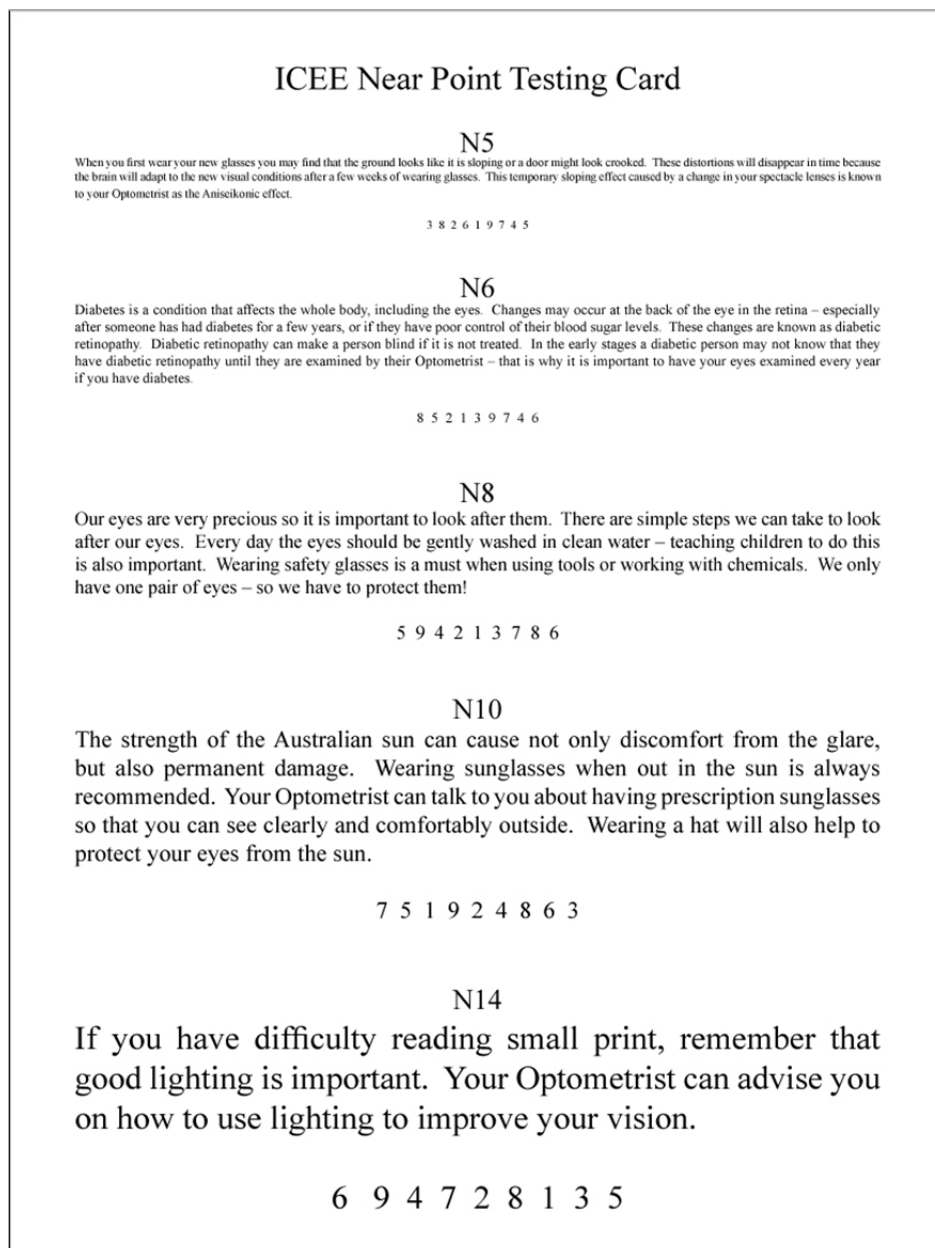 ICEE Near Point Testing Card
N5
When you first wear your new glasses you may find that the ground looks like it is sloping or a door might look crooked.  These distortions will disappear in time because
the brain will adapt to the new visual conditions after a few weeks of wearing glasses.  This temporary sloping effect caused by a change in your spectacle lenses is known
to your Optometrist as the Aniseikonic effect.
3 8 2 6 1 9 7 4 5
N6
Diabetes is a condition that affects the whole body, including the eyes.  Changes may occur at the back of the eye in the retina – especially
after someone has had diabetes for a few years, or if they have poor control of their blood sugar levels.  These changes are known as diabetic
retinopathy.  Diabetic retinopathy can make a person blind if it is not treated.  In the early stages a diabetic person may not know that they
have diabetic retinopathy until they are examined by their Optometrist – that is why it is important to have your eyes examined every year
if you have diabetes.
8 5 2 1 3 9 7 4 6
N8
Our eyes are very precious so it is important to look after them.  There are simple steps we can take to look
after our eyes.  Every day the eyes should be gently washed in clean water – teaching children to do this
is also important.  Wearing safety glasses is a must when using tools or working with chemicals.  We only
have one pair of eyes – so we have to protect them!
5 9 4 2 1 3 7 8 6
N10
The strength of the Australian sun can cause not only discomfort from the glare,
but also permanent damage.  Wearing sunglasses when out in the sun is always
recommended. Your Optometrist can talk to you about having prescription sunglasses
so that you can see clearly and comfortably outside.  Wearing a hat will also help to
protect your eyes from the sun.
7 5 1 9 2 4 8 6 3
N14
If you have difficulty reading small print, remember that
good lighting is important.  Your Optometrist can advise you
on how to use lighting to improve your vision.
6 9 4 7 2 8 1 3 5